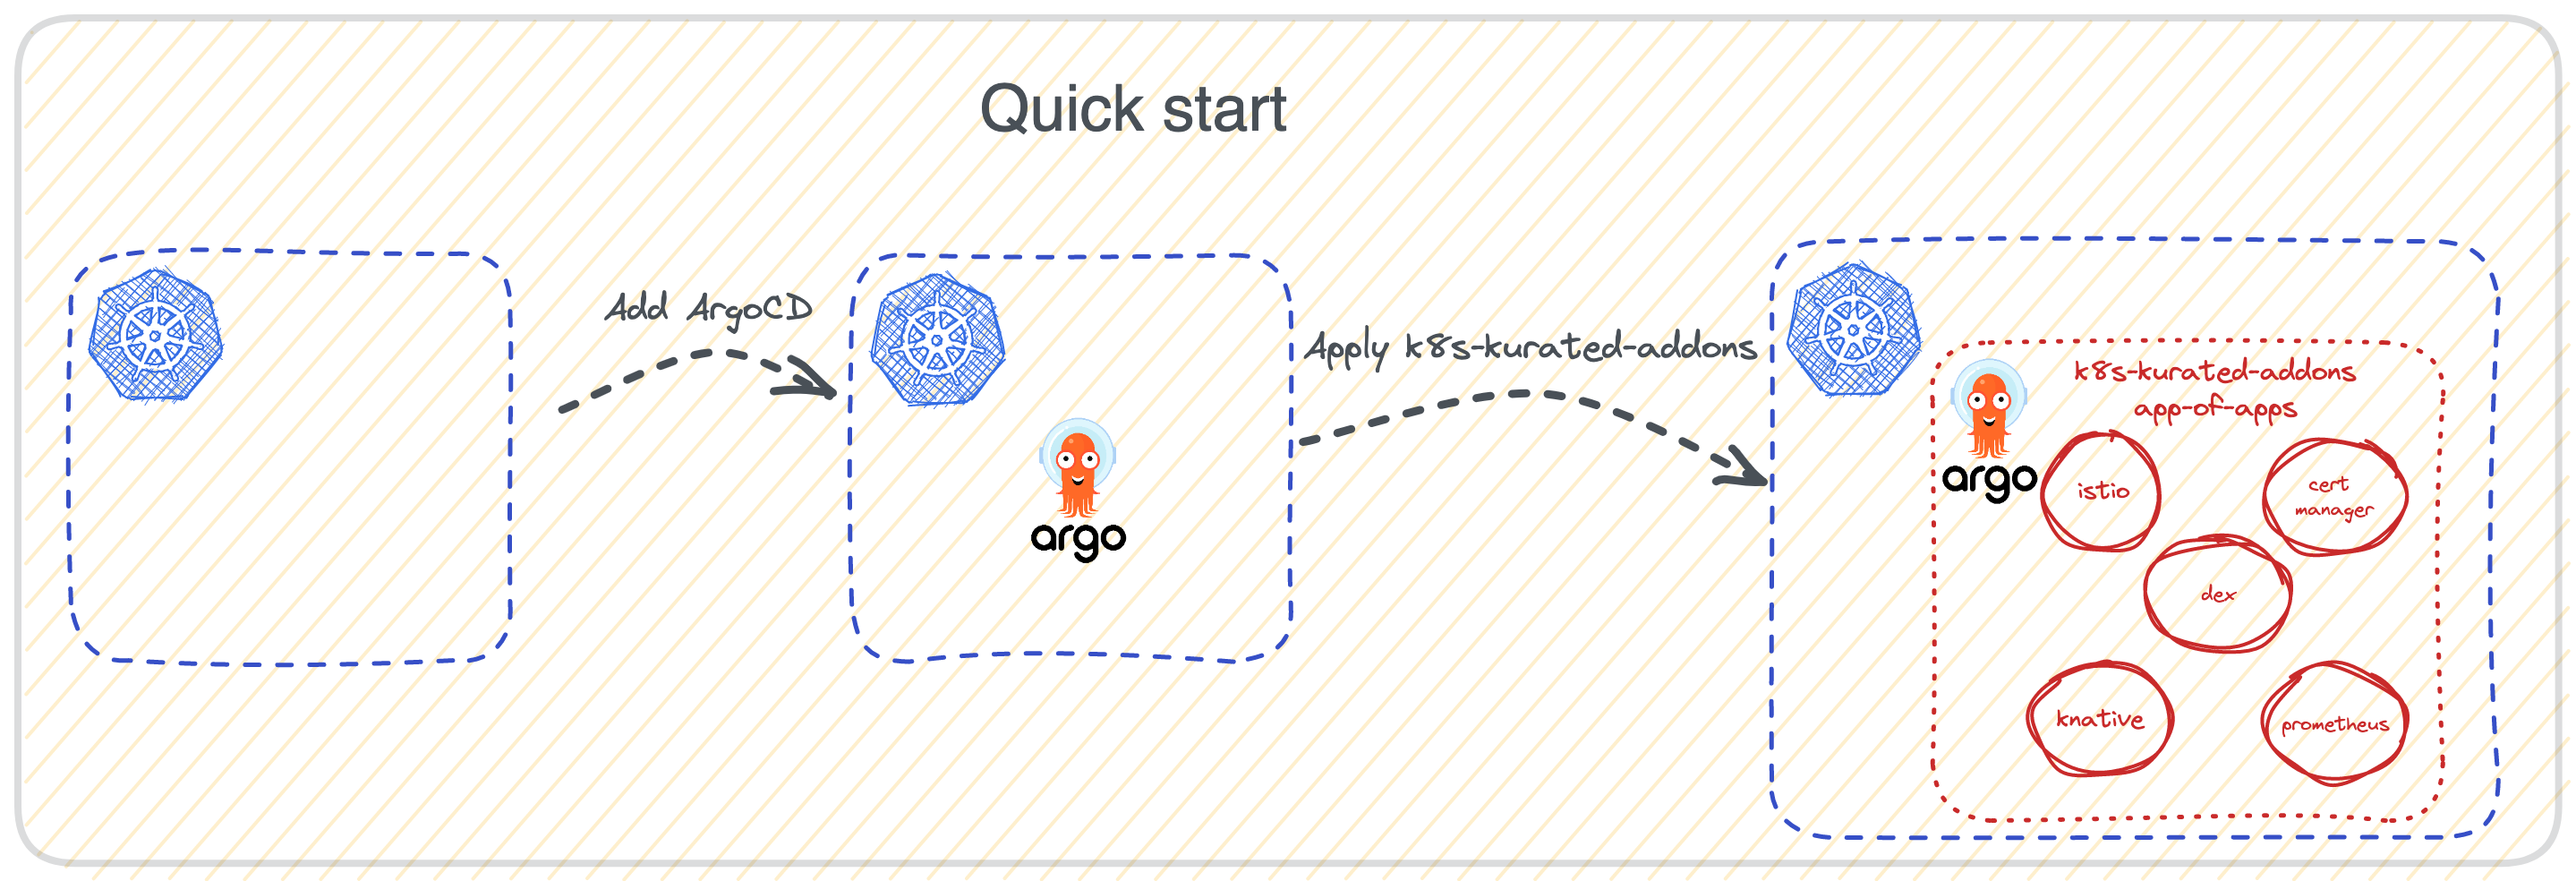 Quick start
Add ArgoCD
argo
Apply k8s-kurated-addons
k8s-kurated-addons
app-of-apps
argo
istio
cert
manager
dex
knative
prometheus